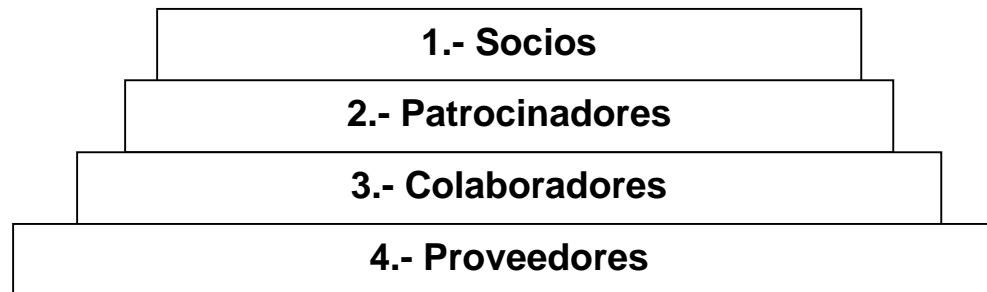 1.- Socios
2.- Patrocinadores
3.- Colaboradores
4.- Proveedores